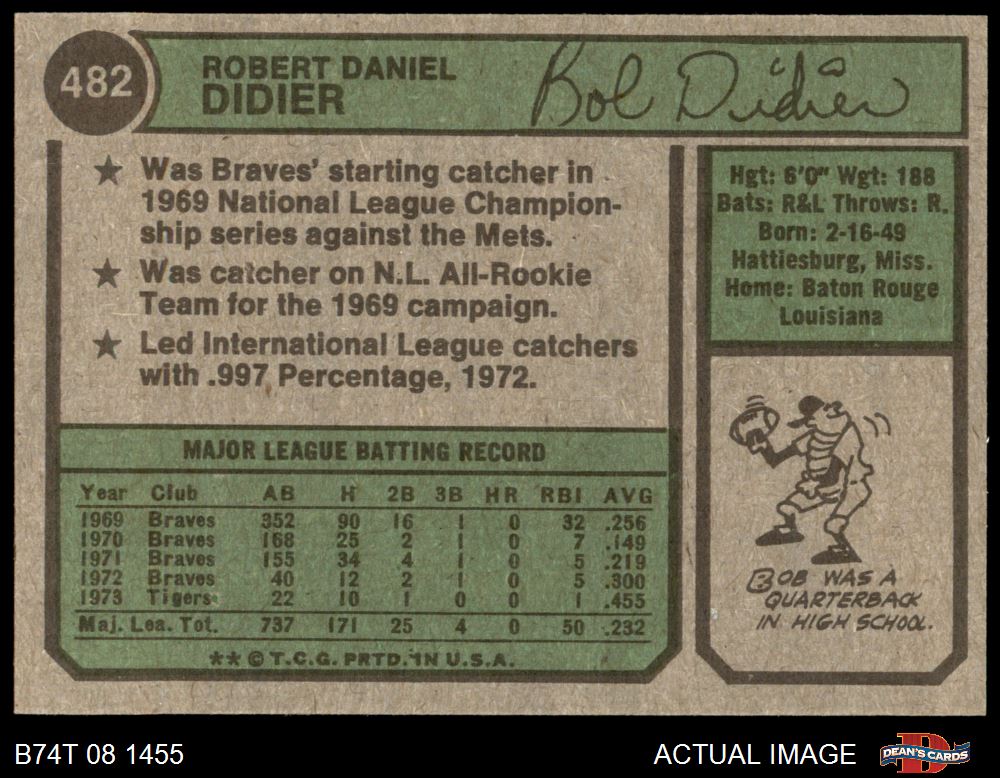 482
ROBERT DANIEL
DIDIER
Bob Didier
★ Was Braves' starting catcher in
1969 National League Champion-
ship series against the Mets.
★ Was catcher on N.L. All-Rookie
Team for the 1969 campaign.
★ Led International League catchers
with .997 Percentage, 1972.
Hgt: 6'0" Wgt: 188
Bats: R&L Throws: R.
Born: 2-16-49
Hattiesburg, Miss.
Home: Baton Rouge
Louisiana
MAJOR LEAGUE BATTING RECORD
Year Club AB H 2B 3B HR RBI AVG
1969 Braves 352 90 16 1 0 32 .256
1970 Braves 168 25 2 1 0 7 .149
1971 Braves 155 34 4 1 0 5 .219
1972 Braves 40 12 2 1 0 5 .300
1973 Tigers 22 10 1 0 0 1 .455
Maj. Lea. Tot. 737 171 25 4 0 50 .232
** © T.C.G. PRTD. IN U.S.A.
BOB WAS A
QUARTERBACK
IN HIGH SCHOOL.
B74T 08 1455
ACTUAL IMAGE
DEAN'S CARDS